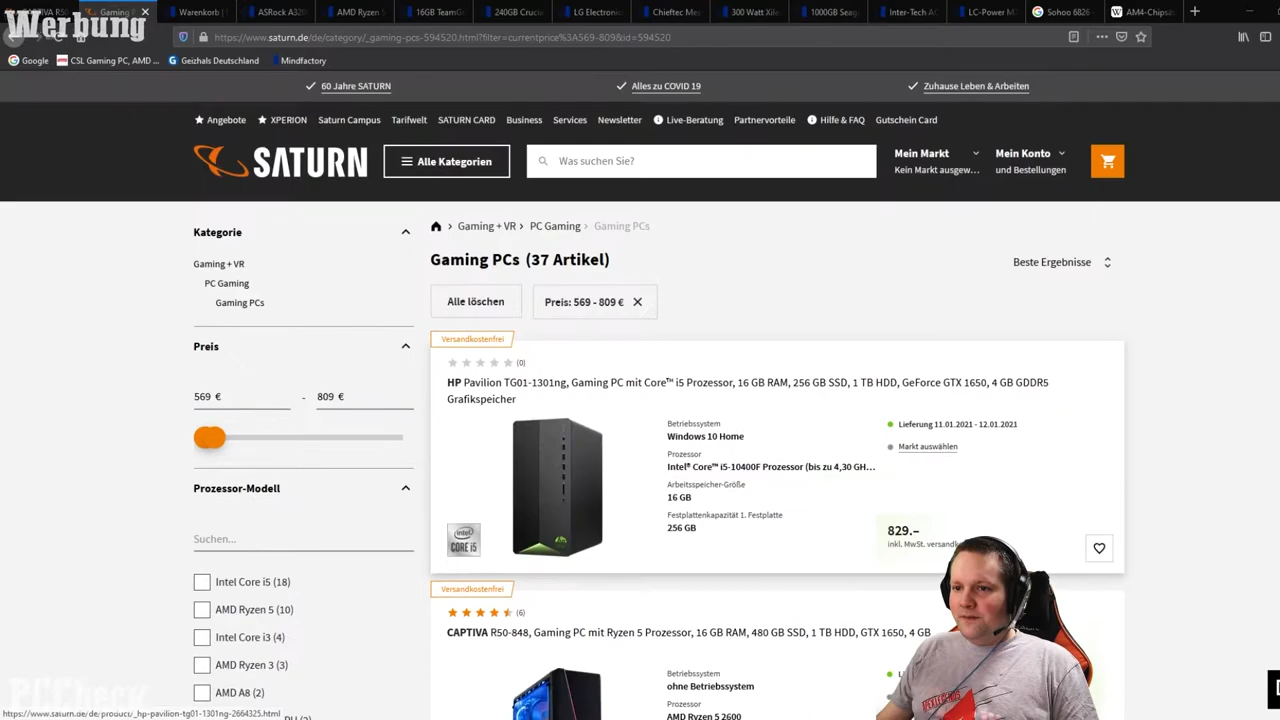 Werbung
Gaming P
Warenkorb |
ASRock A320
AMD Ryzen 5
16GB TeamG
240GB Cruci
LG Electroni
Chieftec Mes
300 Watt Xila
1000GB Seag
Inter-Tech AC
LC-Power M
Sohoo 6826
AM4-Chipsät
https://www.saturn.de/de/category/_gaming-pcs-594520.html?filter=currentprice%3A569-809&id=594520
Google
CSL Gaming PC, AMD ...
Geizhals Deutschland
Mindfactory
60 Jahre SATURN
Alles zu COVID 19
Zuhause Leben & Arbeiten
Angebote
XPERION
Saturn Campus
Tarifwelt
SATURN CARD
Business
Services
Newsletter
Live-Beratung
Partnervorteile
Hilfe & FAQ
Gutschein Card
SATURN
Alle Kategorien
Was suchen Sie?
Mein Markt
Kein Markt ausgew...
Mein Konto
und Bestellungen
Kategorie
Gaming + VR
PC Gaming
Gaming PCs
Preis
569 € - 809 €
Prozessor-Modell
Suchen...
Intel Core i5 (18)
AMD Ryzen 5 (10)
Intel Core i3 (4)
AMD Ryzen 3 (3)
AMD A8 (2)
Gaming + VR > PC Gaming > Gaming PCs
Gaming PCs (37 Artikel)
Beste Ergebnisse
Alle löschen
Preis: 569 - 809 €
Versandkostenfrei
(0)
HP Pavilion TG01-1301ng, Gaming PC mit Core™ i5 Prozessor, 16 GB RAM, 256 GB SSD, 1 TB HDD, GeForce GTX 1650, 4 GB GDDR5
Grafikspeicher
Betriebssystem
Windows 10 Home
Prozessor
Intel® Core™ i5-10400F Prozessor (bis zu 4,30 GH...
Arbeitsspeicher-Größe
16 GB
Festplattenkapazität 1. Festplatte
256 GB
Lieferung 11.01.2021 - 12.01.2021
Markt auswählen
829.–
inkl. MwSt. versandk
intel
CORE i5
Versandkostenfrei
(6)
CAPTIVA R50-848, Gaming PC mit Ryzen 5 Prozessor, 16 GB RAM, 480 GB SSD, 1 TB HDD, GTX 1650, 4 GB
Betriebssystem
ohne Betriebssystem
Prozessor
AMD Ryzen 5 2600
PCCheck
https://www.saturn.de/de/product/_hp-pavilion-tg01-1301ng-2664325.html